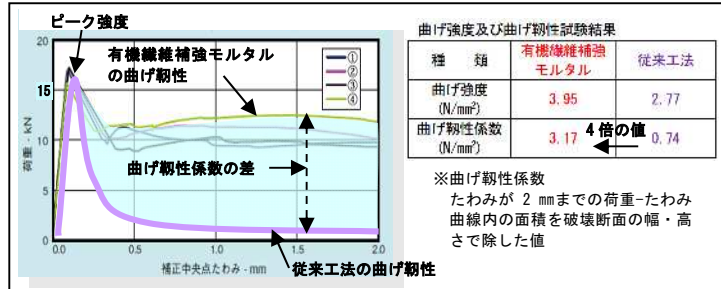 ピーク強度
有機繊維補強モルタル
の曲げ靭性
①
②
③
④
荷重 - kN
20
15
10
5
0
曲げ靭性係数の差
0.0
0.5
1.0
1.5
2.0
補正中央点たわみ - mm
従来工法の曲げ靭性
曲げ強度及び曲げ靭性試験結果
種 類
有機繊維補強
モルタル
従来工法
曲げ強度
(N/mm²)
3.95
2.77
曲げ靭性係数
(N/mm²)
3.17
4倍の値
0.74
※曲げ靭性係数
たわみが 2 mmまでの荷重-たわみ
曲線内の面積を破壊断面の幅・高
さで除した値